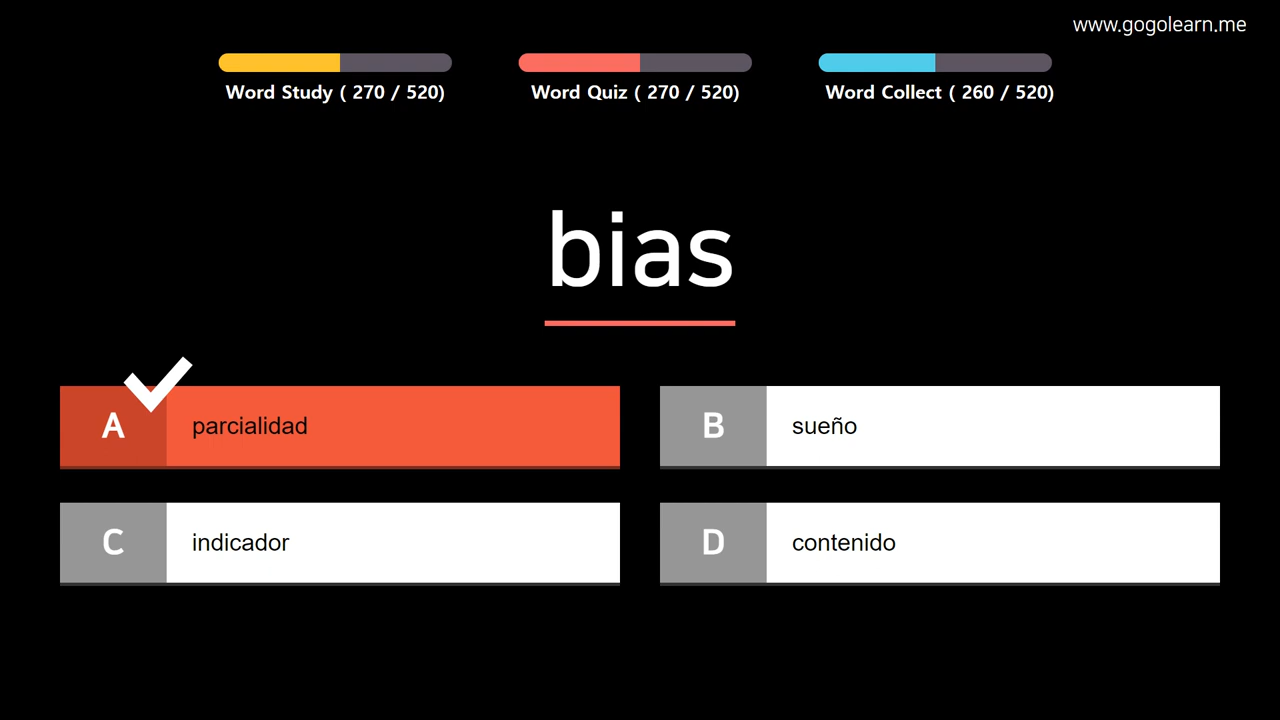 www.gogolearn.me
Word Study ( 270 / 520)
Word Quiz ( 270 / 520)
Word Collect ( 260 / 520)
bias
A parcialidad
B sueño
C indicador
D contenido